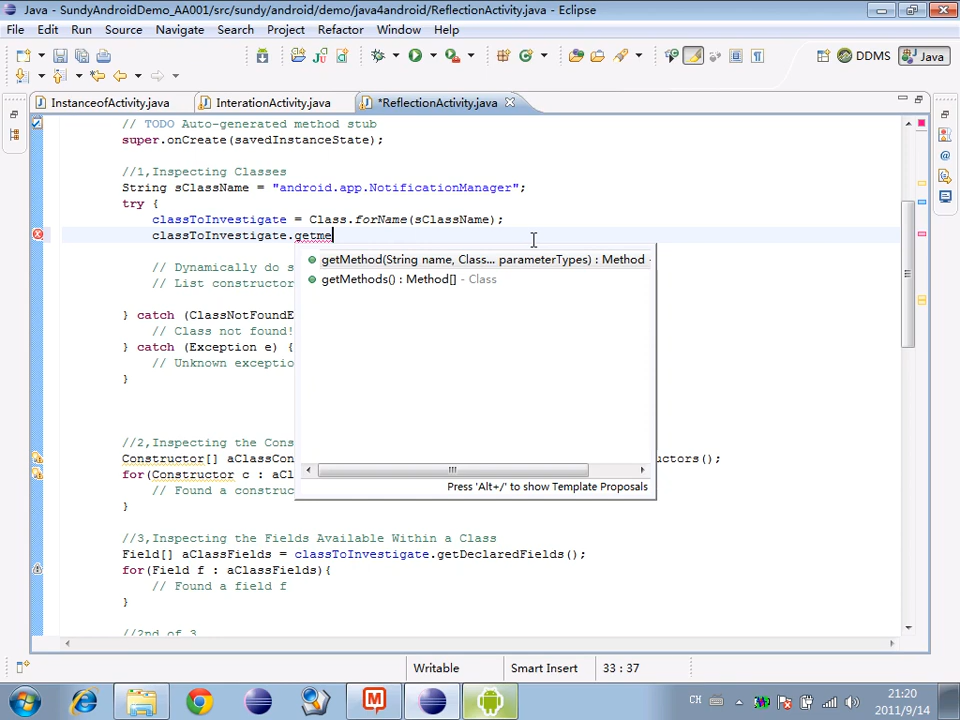 Java - SundyAndroidDemo_AA001/src/sundy/android/demo/java4android/ReflectionActivity.java - Eclipse
File Edit Source Navigate Search Project Refactor Window Help
DDMS Java
InstanceofActivity.java InterationActivity.java *ReflectionActivity.java
// TODO Auto-generated method stub
super.onCreate(savedInstanceState);
//1,Inspecting Classes
String sClassName = "android.app.NotificationManager";
try {
classToInvestigate = Class.forName(sClassName);
classToInvestigate.getme
getMethod(String name, Class... parameterTypes) : Method -
// Dynamically do s
getMethods() : Method[] - Class
// List constructor
} catch (ClassNotFoundE
// Class not found!
} catch (Exception e) {
// Unknown exceptio
}
//2,Inspecting the Cons
Constructor[] aClassCon uctors();
for(Constructor c : aCl
// Found a construc
Press 'Alt+/' to show Template Proposals
}
//3,Inspecting the Fields Available Within a Class
Field[] aClassFields = classToInvestigate.getDeclaredFields();
for(Field f : aClassFields){
// Found a field f
}
//2nd of 3
Writable Smart Insert 33 : 37
CH 21:20
2011/9/14